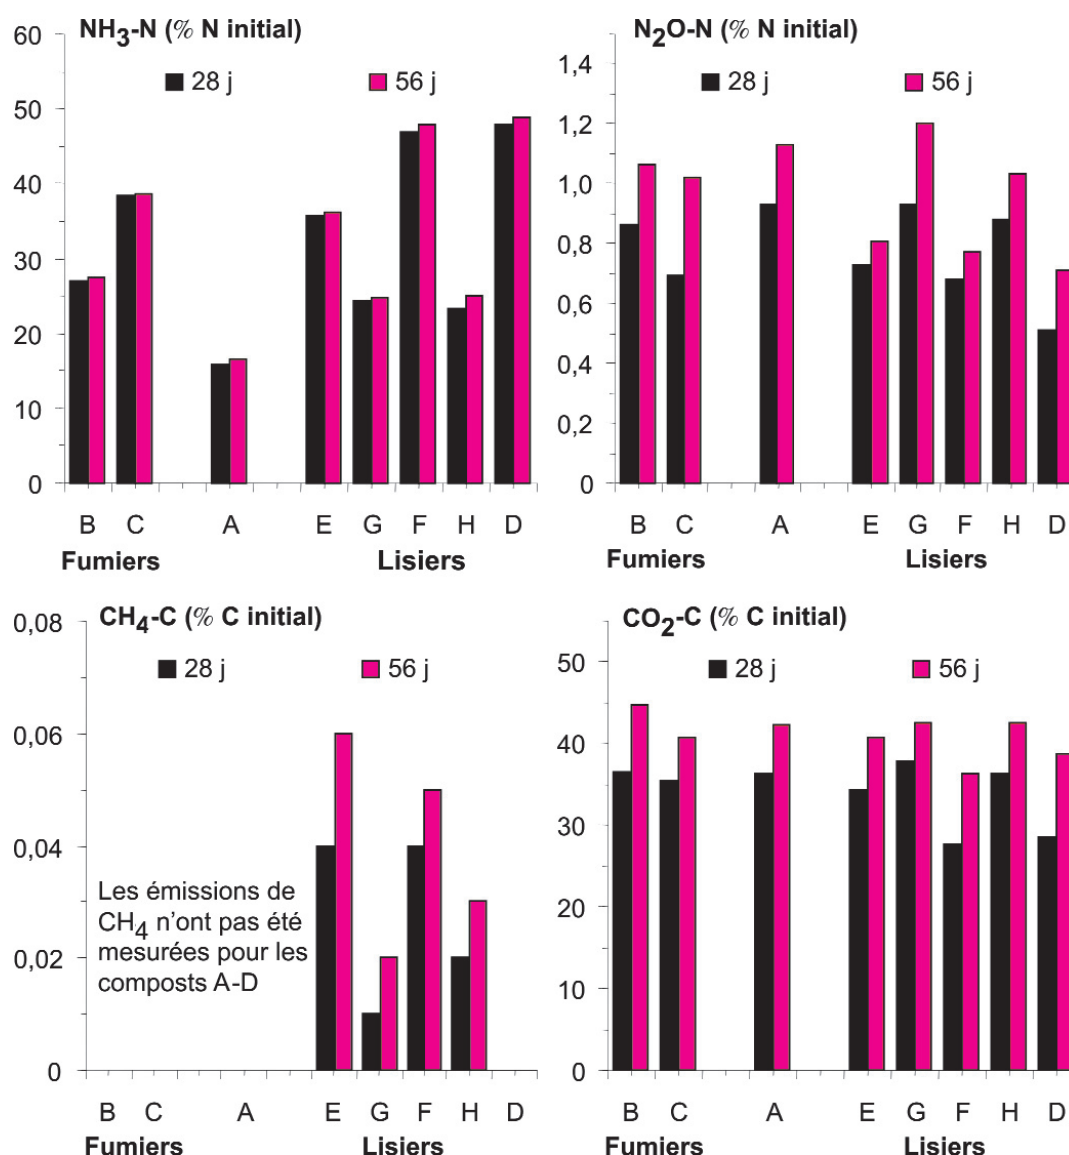 NH3-N (% N initial)
60
50
40
30
20
10
0
28 j
56 j
B
C
A
E
G
F
H
D
Fumiers
Lisiers
N2O-N (% N initial)
1,4
1,2
1,0
0,8
0,6
0,4
0,2
0
28 j
56 j
B
C
A
E
G
F
H
D
Fumiers
Lisiers
CH4-C (% C initial)
0,08
0,06
0,04
0,02
0
28 j
56 j
Les émissions de
CH4 n’ont pas été
mesurées pour les
composts A-D
B
C
A
E
G
F
H
D
Fumiers
Lisiers
CO2-C (% C initial)
50
40
30
20
10
0
28 j
56 j
B
C
A
E
G
F
H
D
Fumiers
Lisiers